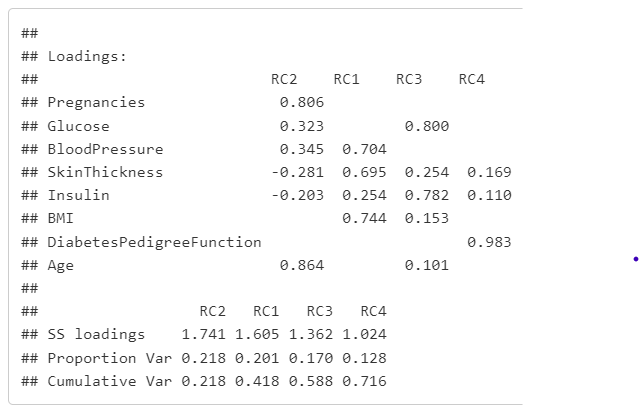 ##
## Loadings:
##                          RC2    RC1    RC3    RC4
## Pregnancies               0.806
## Glucose                   0.323         0.800
## BloodPressure             0.345  0.704
## SkinThickness            -0.281  0.695  0.254  0.169
## Insulin                  -0.203  0.254  0.782  0.110
## BMI                              0.744  0.153
## DiabetesPedigreeFunction                       0.983
## Age                       0.864         0.101
##
##                  RC2   RC1   RC3   RC4
## SS loadings    1.741 1.605 1.362 1.024
## Proportion Var 0.218 0.201 0.170 0.128
## Cumulative Var 0.218 0.418 0.588 0.716